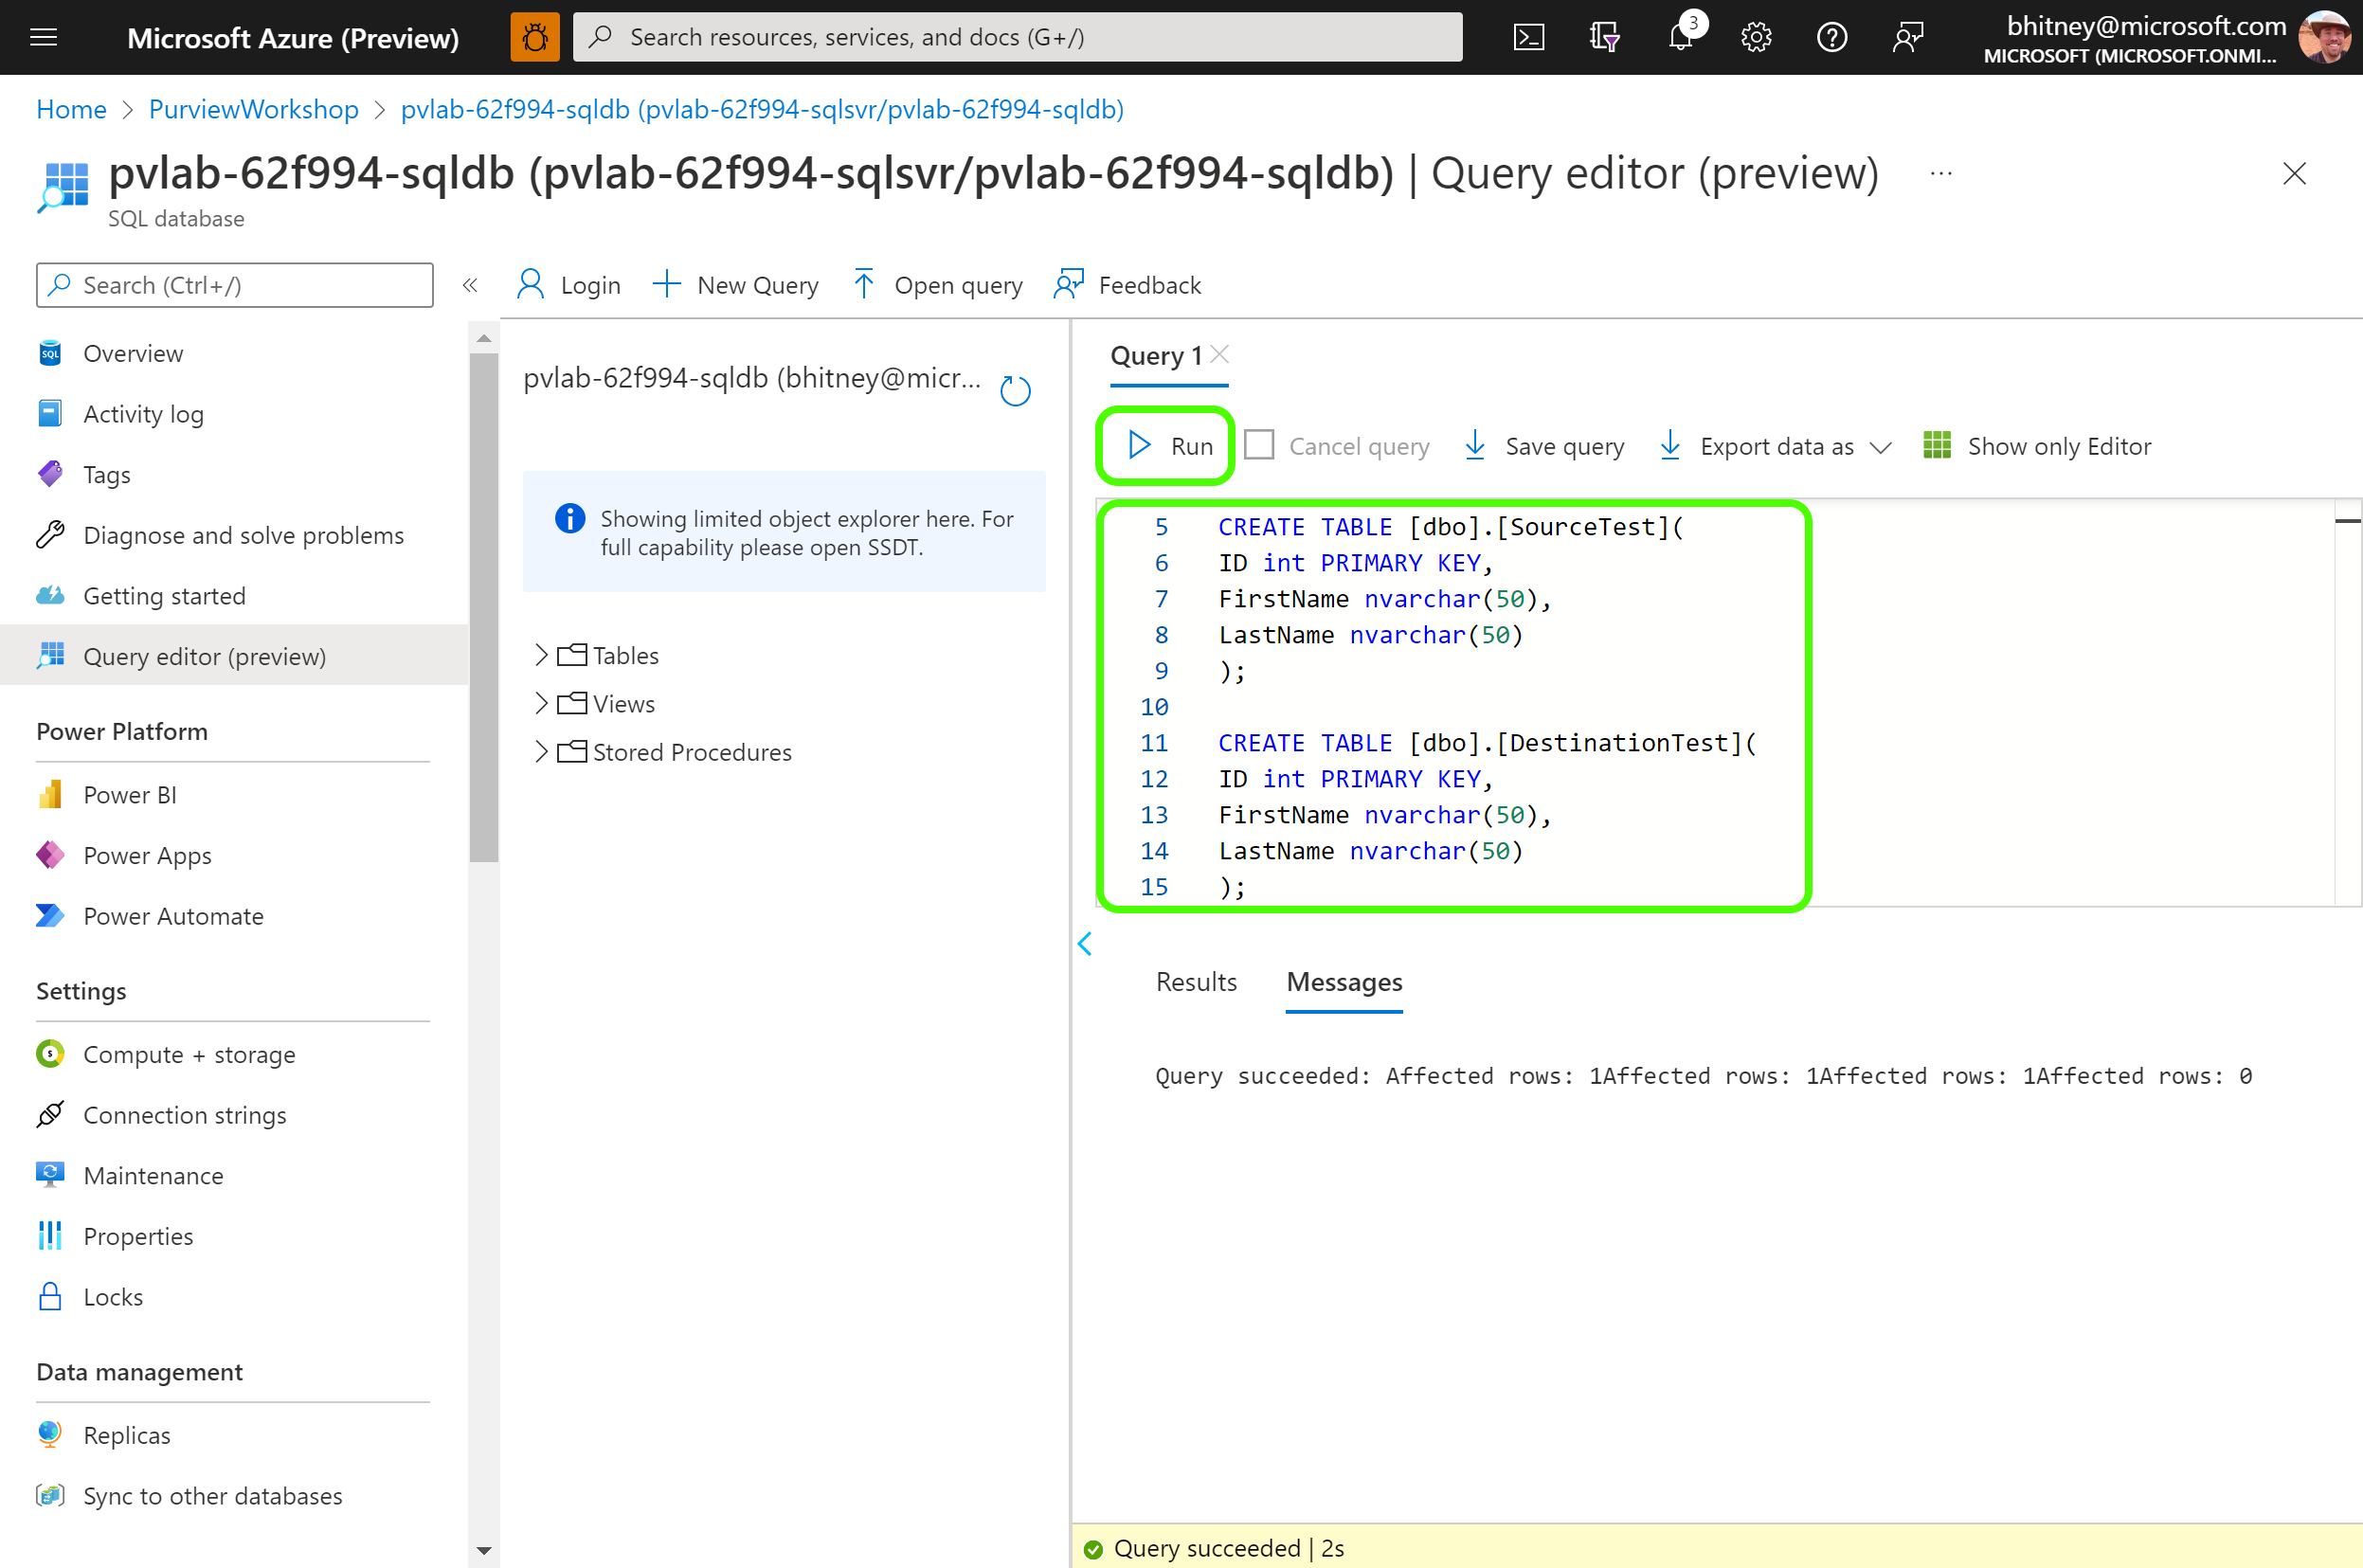 Microsoft Azure (Preview)
Search resources, services, and docs (G+/)
3
bhitney@microsoft.com
MICROSOFT (MICROSOFT.ONMI...
Home > PurviewWorkshop > pvlab-62f994-sqldb (pvlab-62f994-sqlsvr/pvlab-62f994-sqldb)
pvlab-62f994-sqldb (pvlab-62f994-sqlsvr/pvlab-62f994-sqldb) | Query editor (preview) ...
SQL database
Search (Ctrl+/)
«
Overview
Activity log
Tags
Diagnose and solve problems
Getting started
Query editor (preview)
Power Platform
Power BI
Power Apps
Power Automate
Settings
Compute + storage
Connection strings
Maintenance
Properties
Locks
Data management
Replicas
Sync to other databases
Login
New Query
Open query
Feedback
pvlab-62f994-sqldb (bhitney@micr...
Showing limited object explorer here. For
full capability please open SSDT.
Tables
Views
Stored Procedures
Query 1
Run
Cancel query
Save query
Export data as
Show only Editor
5 CREATE TABLE [dbo].[SourceTest](
6 ID int PRIMARY KEY,
7 FirstName nvarchar(50),
8 LastName nvarchar(50)
9 );
10
11 CREATE TABLE [dbo].[DestinationTest](
12 ID int PRIMARY KEY,
13 FirstName nvarchar(50),
14 LastName nvarchar(50)
15 );
Results
Messages
Query succeeded: Affected rows: 1Affected rows: 1Affected rows: 1Affected rows: 0
Query succeeded | 2s